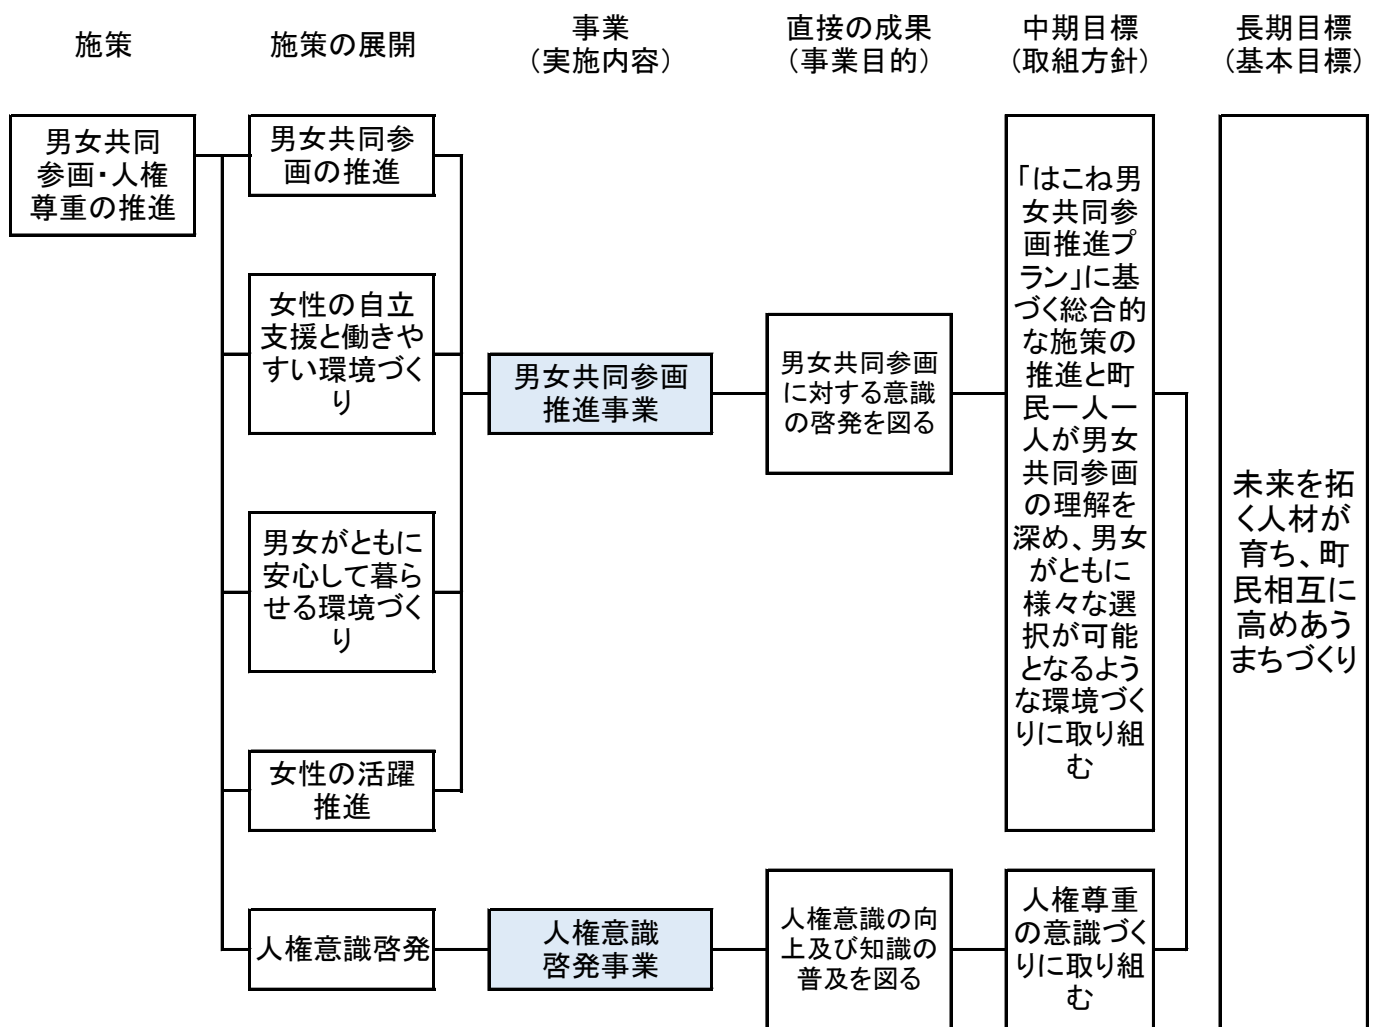 施策
施策の展開
事業
（実施内容）
直接の成果
（事業目的）
中期目標
（取組方針）
長期目標
（基本目標）
男女共同
参画・人権
尊重の推進
男女共同参
画の推進
女性の自立
支援と働きや
すい環境づく
り
男女がともに
安心して暮ら
せる環境づく
り
女性の活躍
推進
人権意識啓発
男女共同参画
推進事業
人権意識
啓発事業
男女共同参画
に対する意識
の啓発を図る
人権意識の向
上及び知識の
普及を図る
「はこね男
女共同参
画推進プ
ラン」に基
づく総合的
な施策の
推進と町
民一人一
人が男女
共同参画
の理解を
深め、男女
がともに
様々な選
択が可能
となるよう
な環境づく
りに取り組
む
人権尊重
の意識づく
りに取り組
む
未来を拓
く人材が
育ち、町
民相互に
高めあう
まちづくり